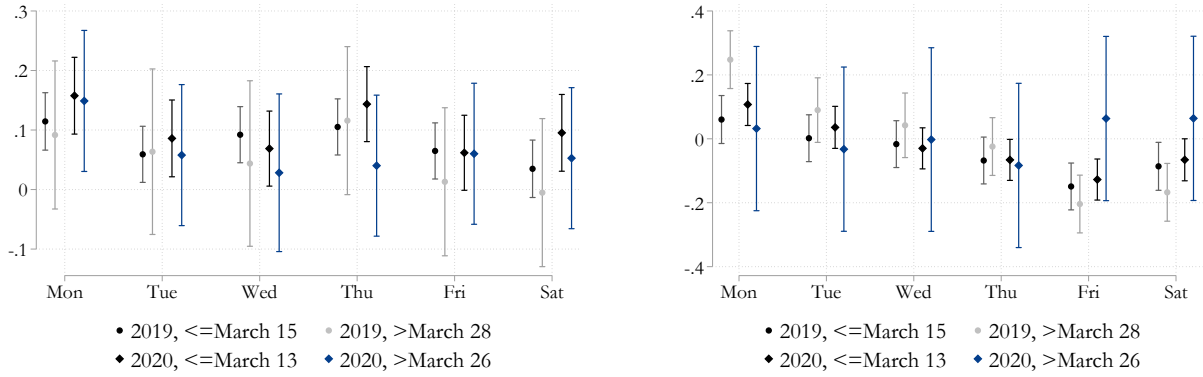 .3
.2
.1
0
-.1
Mon Tue Wed Thu Fri Sat
2019, <=March 15 2019, >March 28
2020, <=March 13 2020, >March 26
.4
.2
0
-.2
-.4
Mon Tue Wed Thu Fri Sat
2019, <=March 15 2019, >March 28
2020, <=March 13 2020, >March 26